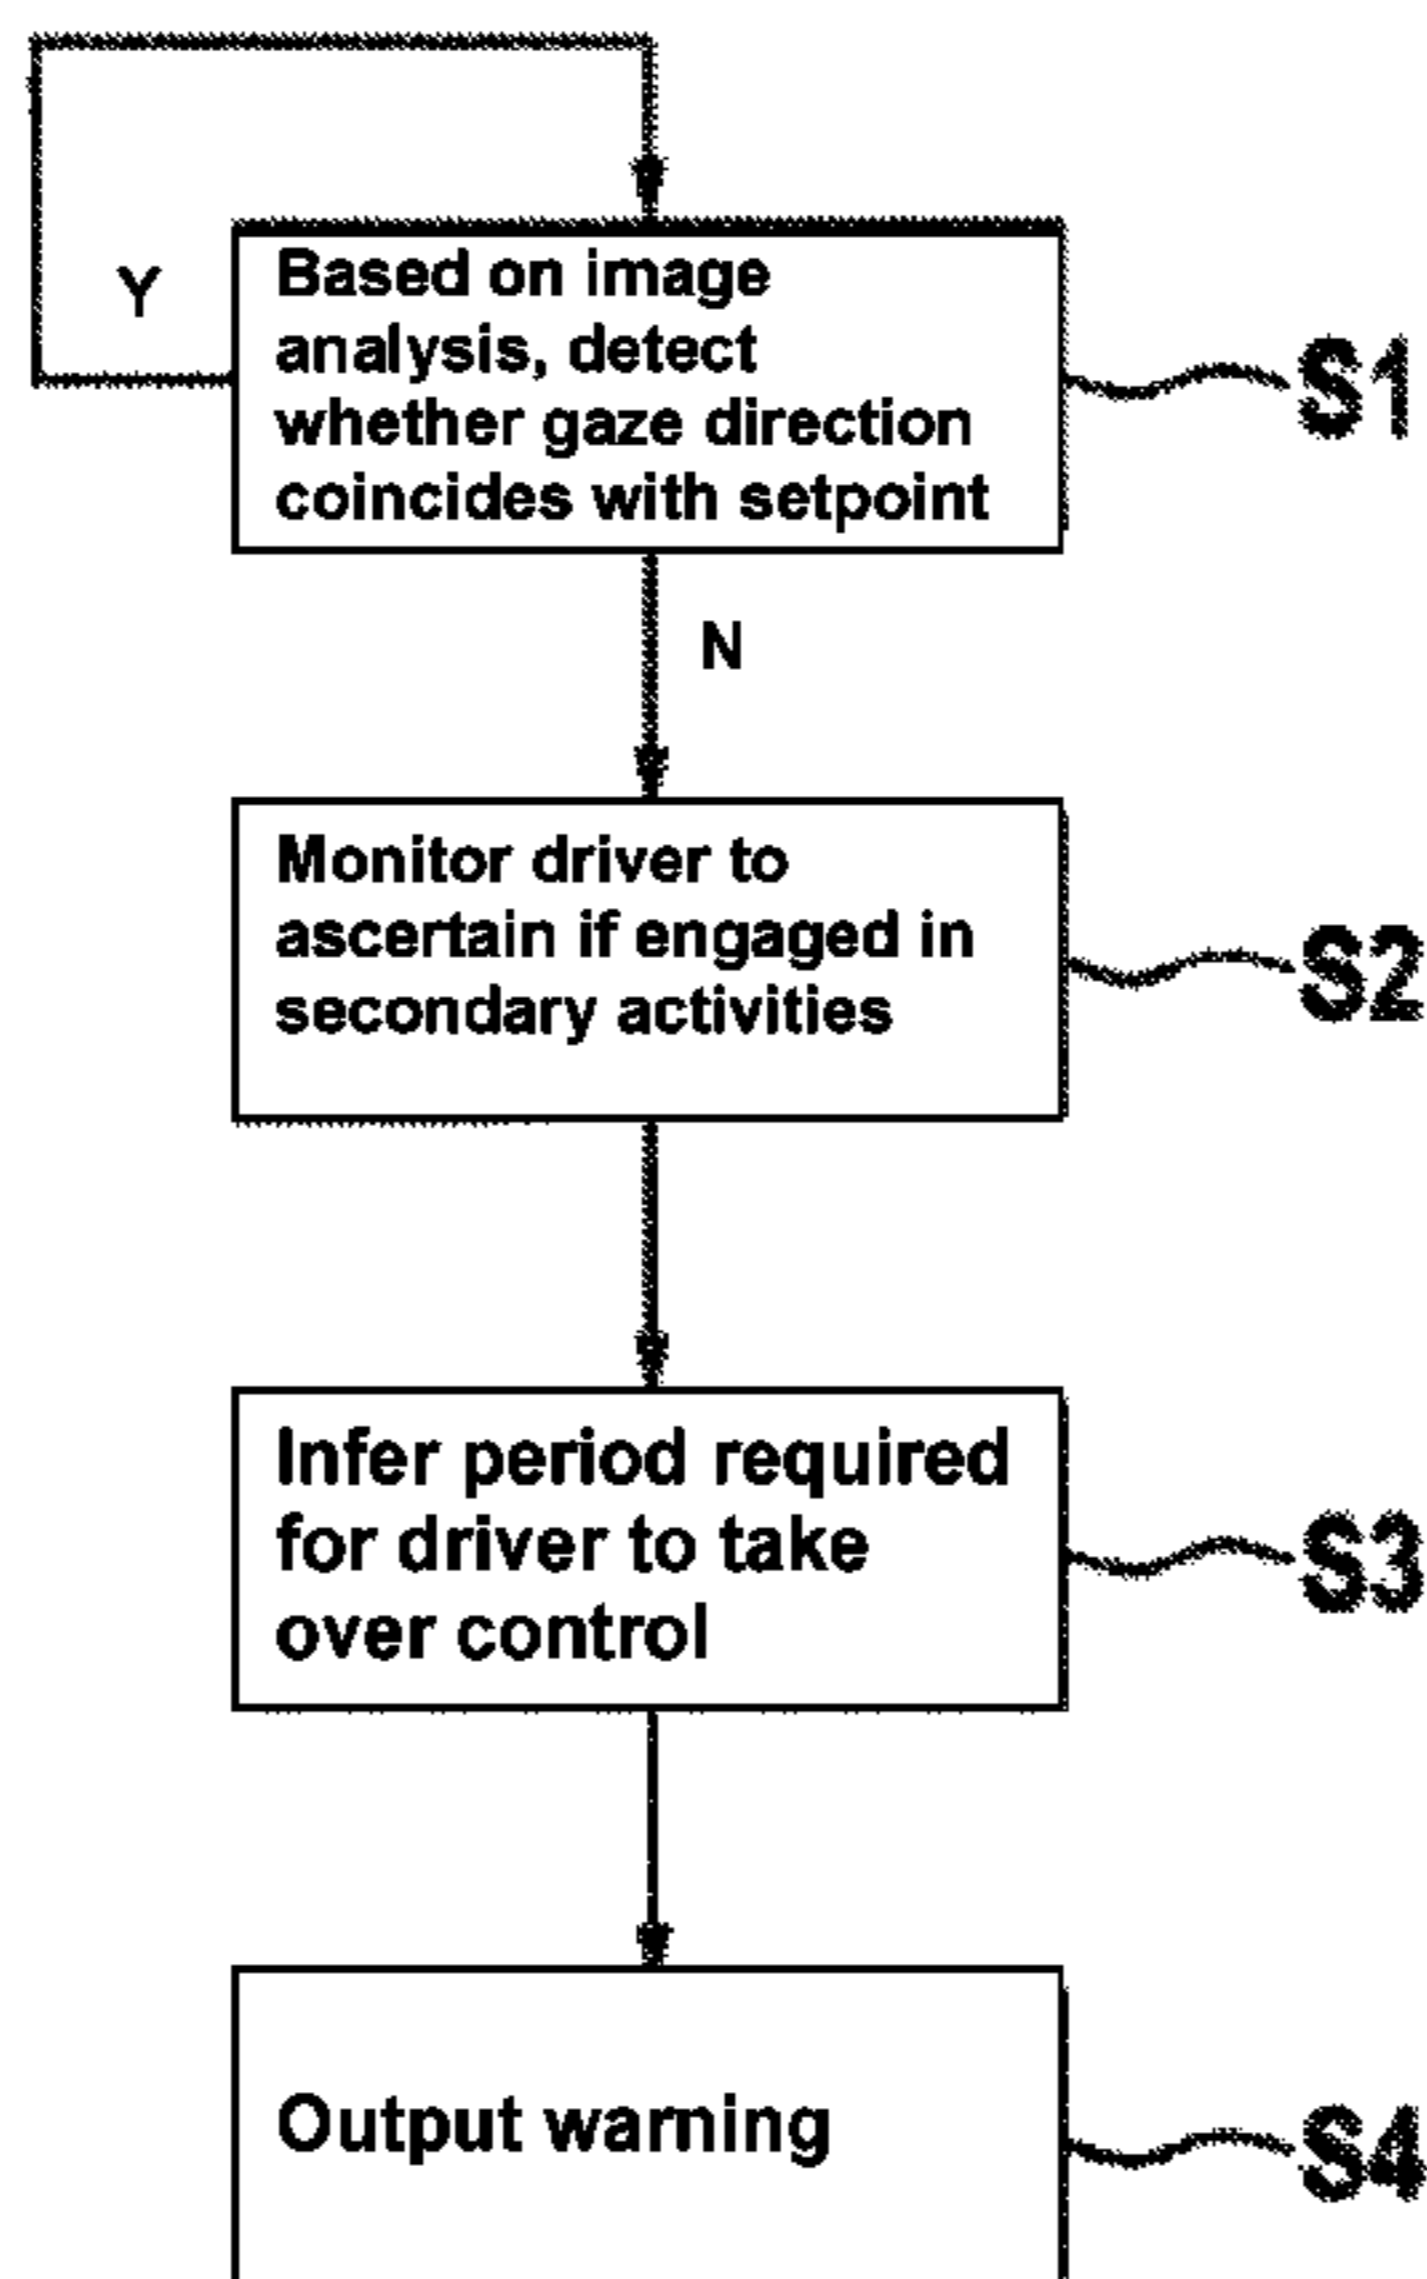 Y
Based on image
analysis, detect
whether gaze direction
coincides with setpoint
S1
N
Monitor driver to
ascertain if engaged in
secondary activities
S2
Infer period required
for driver to take
over control
S3
Output warning
S4